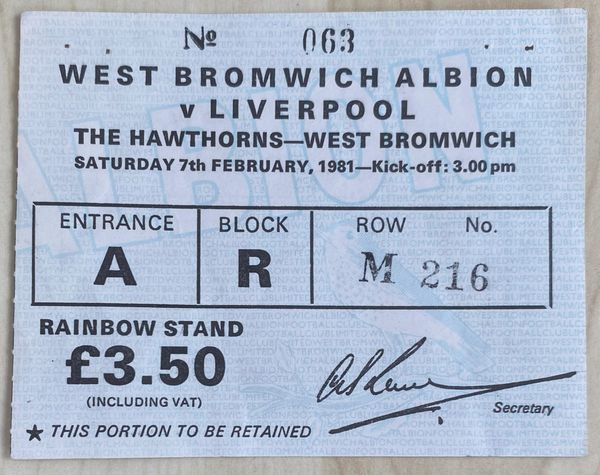 № 063
WEST BROMWICH ALBION
v LIVERPOOL
THE HAWTHORNS—WEST BROMWICH
SATURDAY 7th FEBRUARY, 1981—Kick-off: 3.00 pm
ENTRANCE BLOCK ROW No.
A R M 216
RAINBOW STAND
£3.50
(INCLUDING VAT)
Secretary
★ THIS PORTION TO BE RETAINED
ALBION